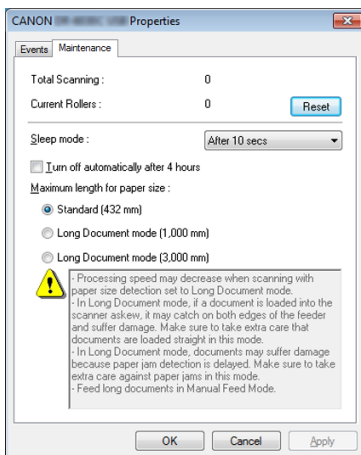 CANON Properties
Events Maintenance
Total Scanning : 0
Current Rollers : 0 Reset
Sleep mode : After 10 secs
Turn off automatically after 4 hours
Maximum length for paper size :
Standard (432 mm)
Long Document mode (1,000 mm)
Long Document mode (3,000 mm)
- Processing speed may decrease when scanning with
paper size detection set to Long Document mode.
- In Long Document mode, if a document is loaded into the
scanner askew, it may catch on both edges of the feeder
and suffer damage. Make sure to take extra care that
documents are loaded straight in this mode.
- In Long Document mode, documents may suffer damage
because paper jam detection is delayed. Make sure to take
extra care against paper jams in this mode.
- Feed long documents in Manual Feed Mode.
OK Cancel Apply